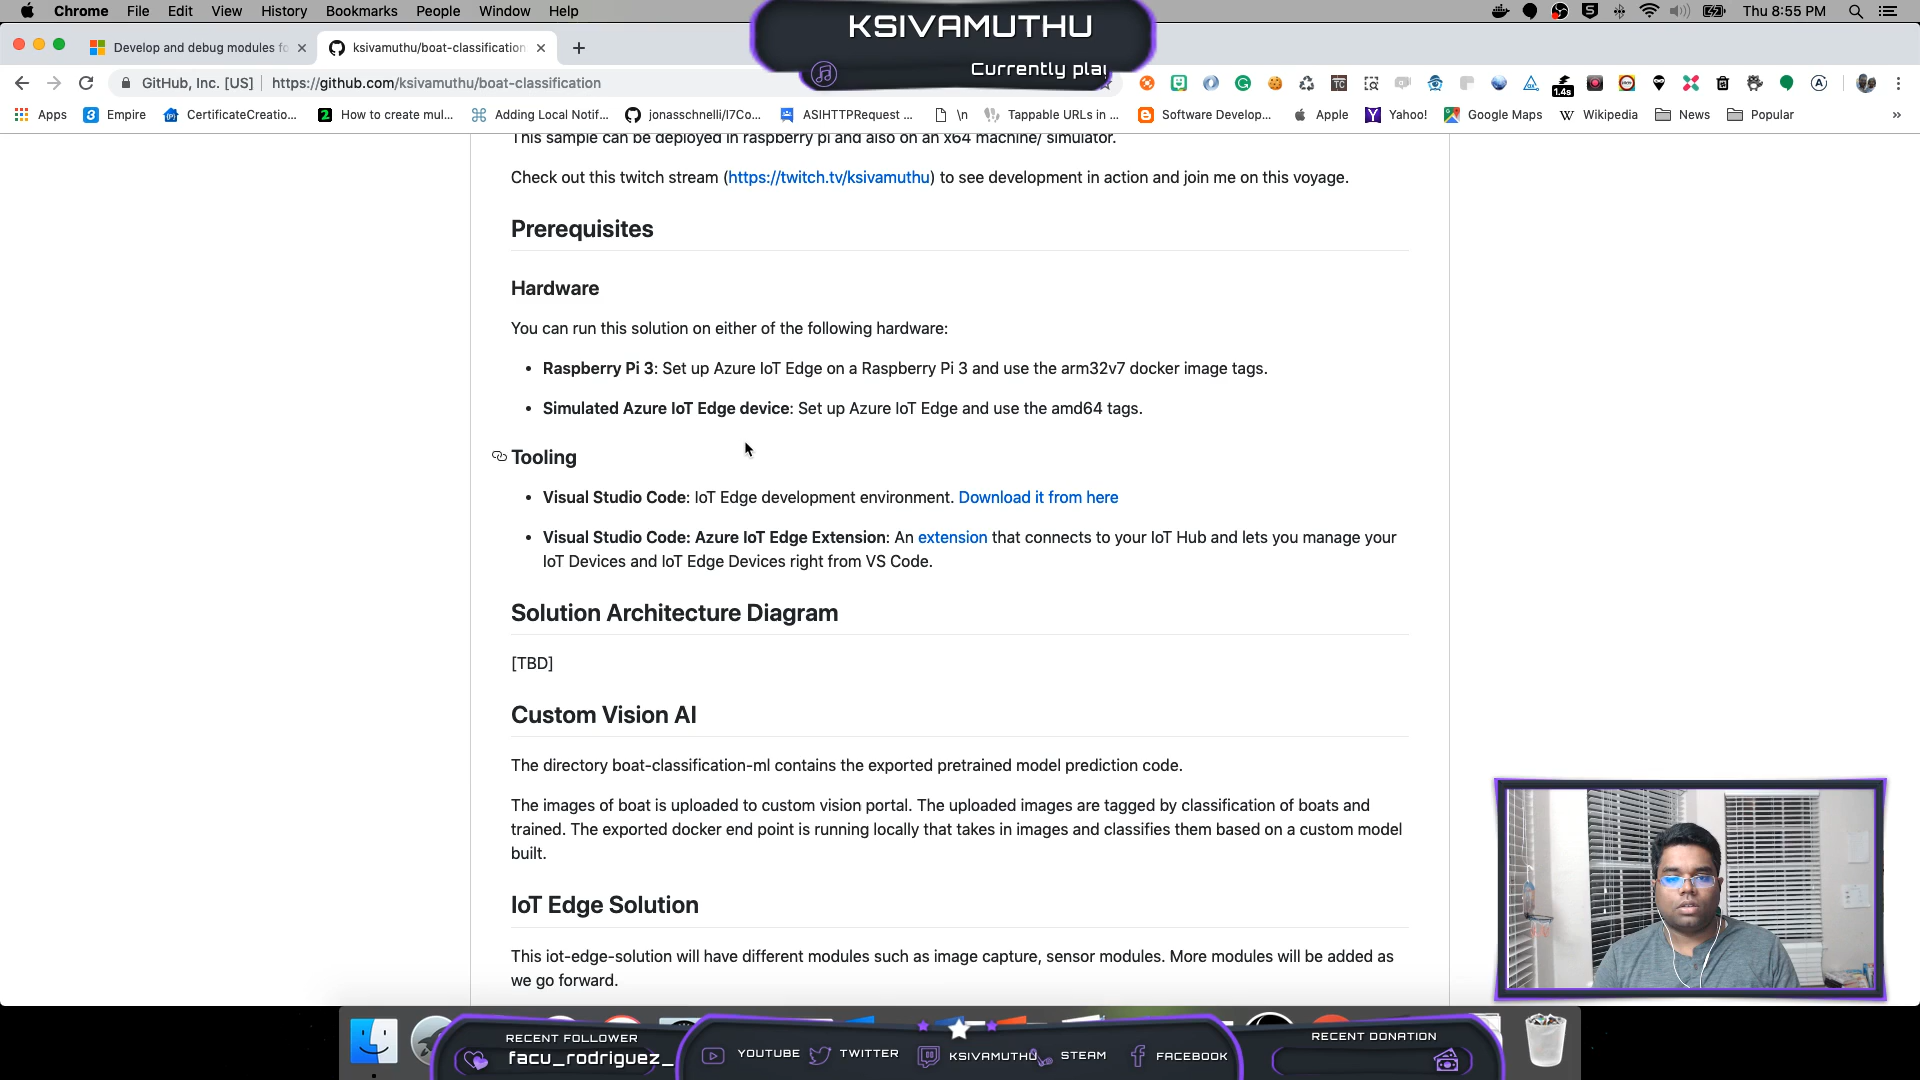 Chrome File Edit View History Bookmarks People Window Help
Thu 8:55 PM
KSIVAMUTHU
Currently pla
Develop and debug modules fo
ksivamuthu/boat-classification
GitHub, Inc. [US] https://github.com/ksivamuthu/boat-classification
TC
1.4s
Apps Empire CertificateCreatio... How to create mul... Adding Local Notif... jonasschnelli/I7Co... ASIHTTPRequest ... \n Tappable URLs in ... Software Develop... Apple Yahoo! Google Maps Wikipedia News Popular »
This sample can be deployed in raspberry pi and also on an x64 machine/ simulator.
Check out this twitch stream (https://twitch.tv/ksivamuthu) to see development in action and join me on this voyage.
Prerequisites
Hardware
You can run this solution on either of the following hardware:
• Raspberry Pi 3: Set up Azure IoT Edge on a Raspberry Pi 3 and use the arm32v7 docker image tags.
• Simulated Azure IoT Edge device: Set up Azure IoT Edge and use the amd64 tags.
Tooling
• Visual Studio Code: IoT Edge development environment. Download it from here
• Visual Studio Code: Azure IoT Edge Extension: An extension that connects to your IoT Hub and lets you manage your
IoT Devices and IoT Edge Devices right from VS Code.
Solution Architecture Diagram
[TBD]
Custom Vision AI
The directory boat-classification-ml contains the exported pretrained model prediction code.
The images of boat is uploaded to custom vision portal. The uploaded images are tagged by classification of boats and
trained. The exported docker end point is running locally that takes in images and classifies them based on a custom model
built.
IoT Edge Solution
This iot-edge-solution will have different modules such as image capture, sensor modules. More modules will be added as
we go forward.
RECENT FOLLOWER
facu_rodriguez_
YOUTUBE TWITTER KSIVAMUTHU STEAM FACEBOOK
RECENT DONATION